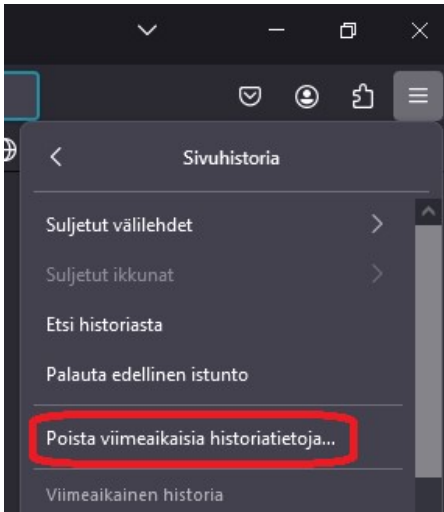 Sivuhistoria
Suljetut välilehdet
Suljetut ikkunat
Etsi historiasta
Palauta edellinen istunto
Poista viimeaikaisia historiatietoja...
Viimeaikainen historia